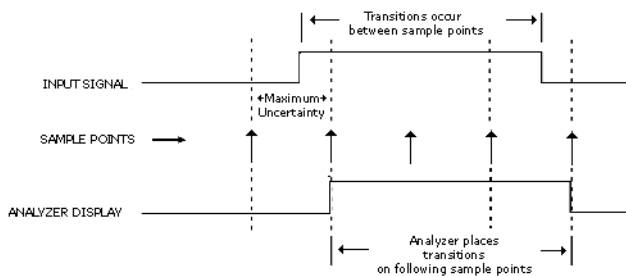 Transitions occur
between sample points
INPUT SIGNAL
Maximum
Uncertainty
SAMPLE POINTS
ANALYZER DISPLAY
Analyzer places
transitions
on following sample points